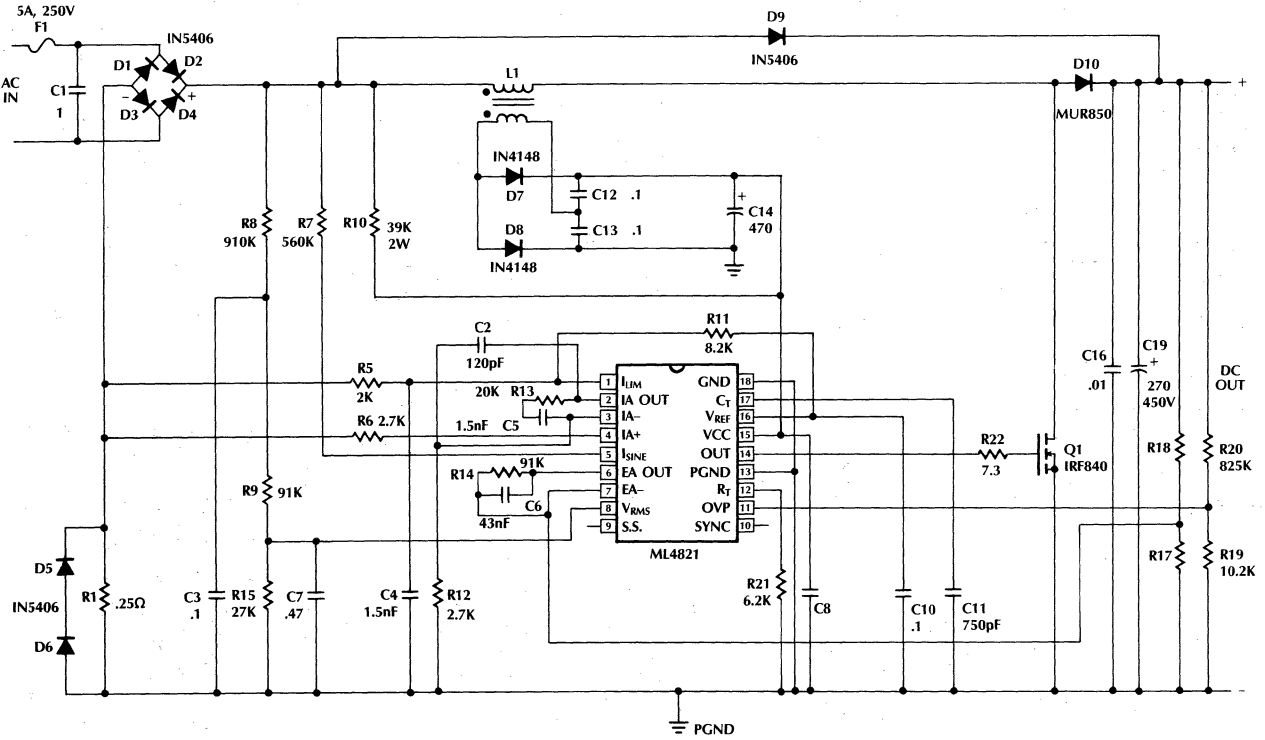 5A, 250V
F1
AC
IN
C1
1
IN5406
D1
D2
−
+
D3
D4
D9
IN5406
L1
D10
MUR850
+
IN4148
D7
D8
IN4148
C12 .1
C13 .1
+
C14
470
R8
910K
R7
560K
R10
39K
2W
R11
8.2K
C2
120pF
R5
2K
20K
R13
R6 2.7K
1.5nF C5
91K
R14
C6
43nF
1 ILIM
2 IA OUT
3 IA−
4 IA+
5 ISINE
6 EA OUT
7 EA−
8 VRMS
9 S.S.
GND 18
CT 17
VREF 16
VCC 15
OUT 14
PGND 13
RT 12
OVP 11
SYNC 10
ML4821
R22
7.3
Q1
IRF840
C16
.01
C19
+
270
450V
DC
OUT
R18
R20
825K
R17
R19
10.2K
R9 91K
D5
IN5406
D6
R1 .25Ω
C3
.1
R15
27K
C7
.47
C4
1.5nF
R12
2.7K
R21
6.2K
C8
C10
.1
C11
750pF
−
PGND